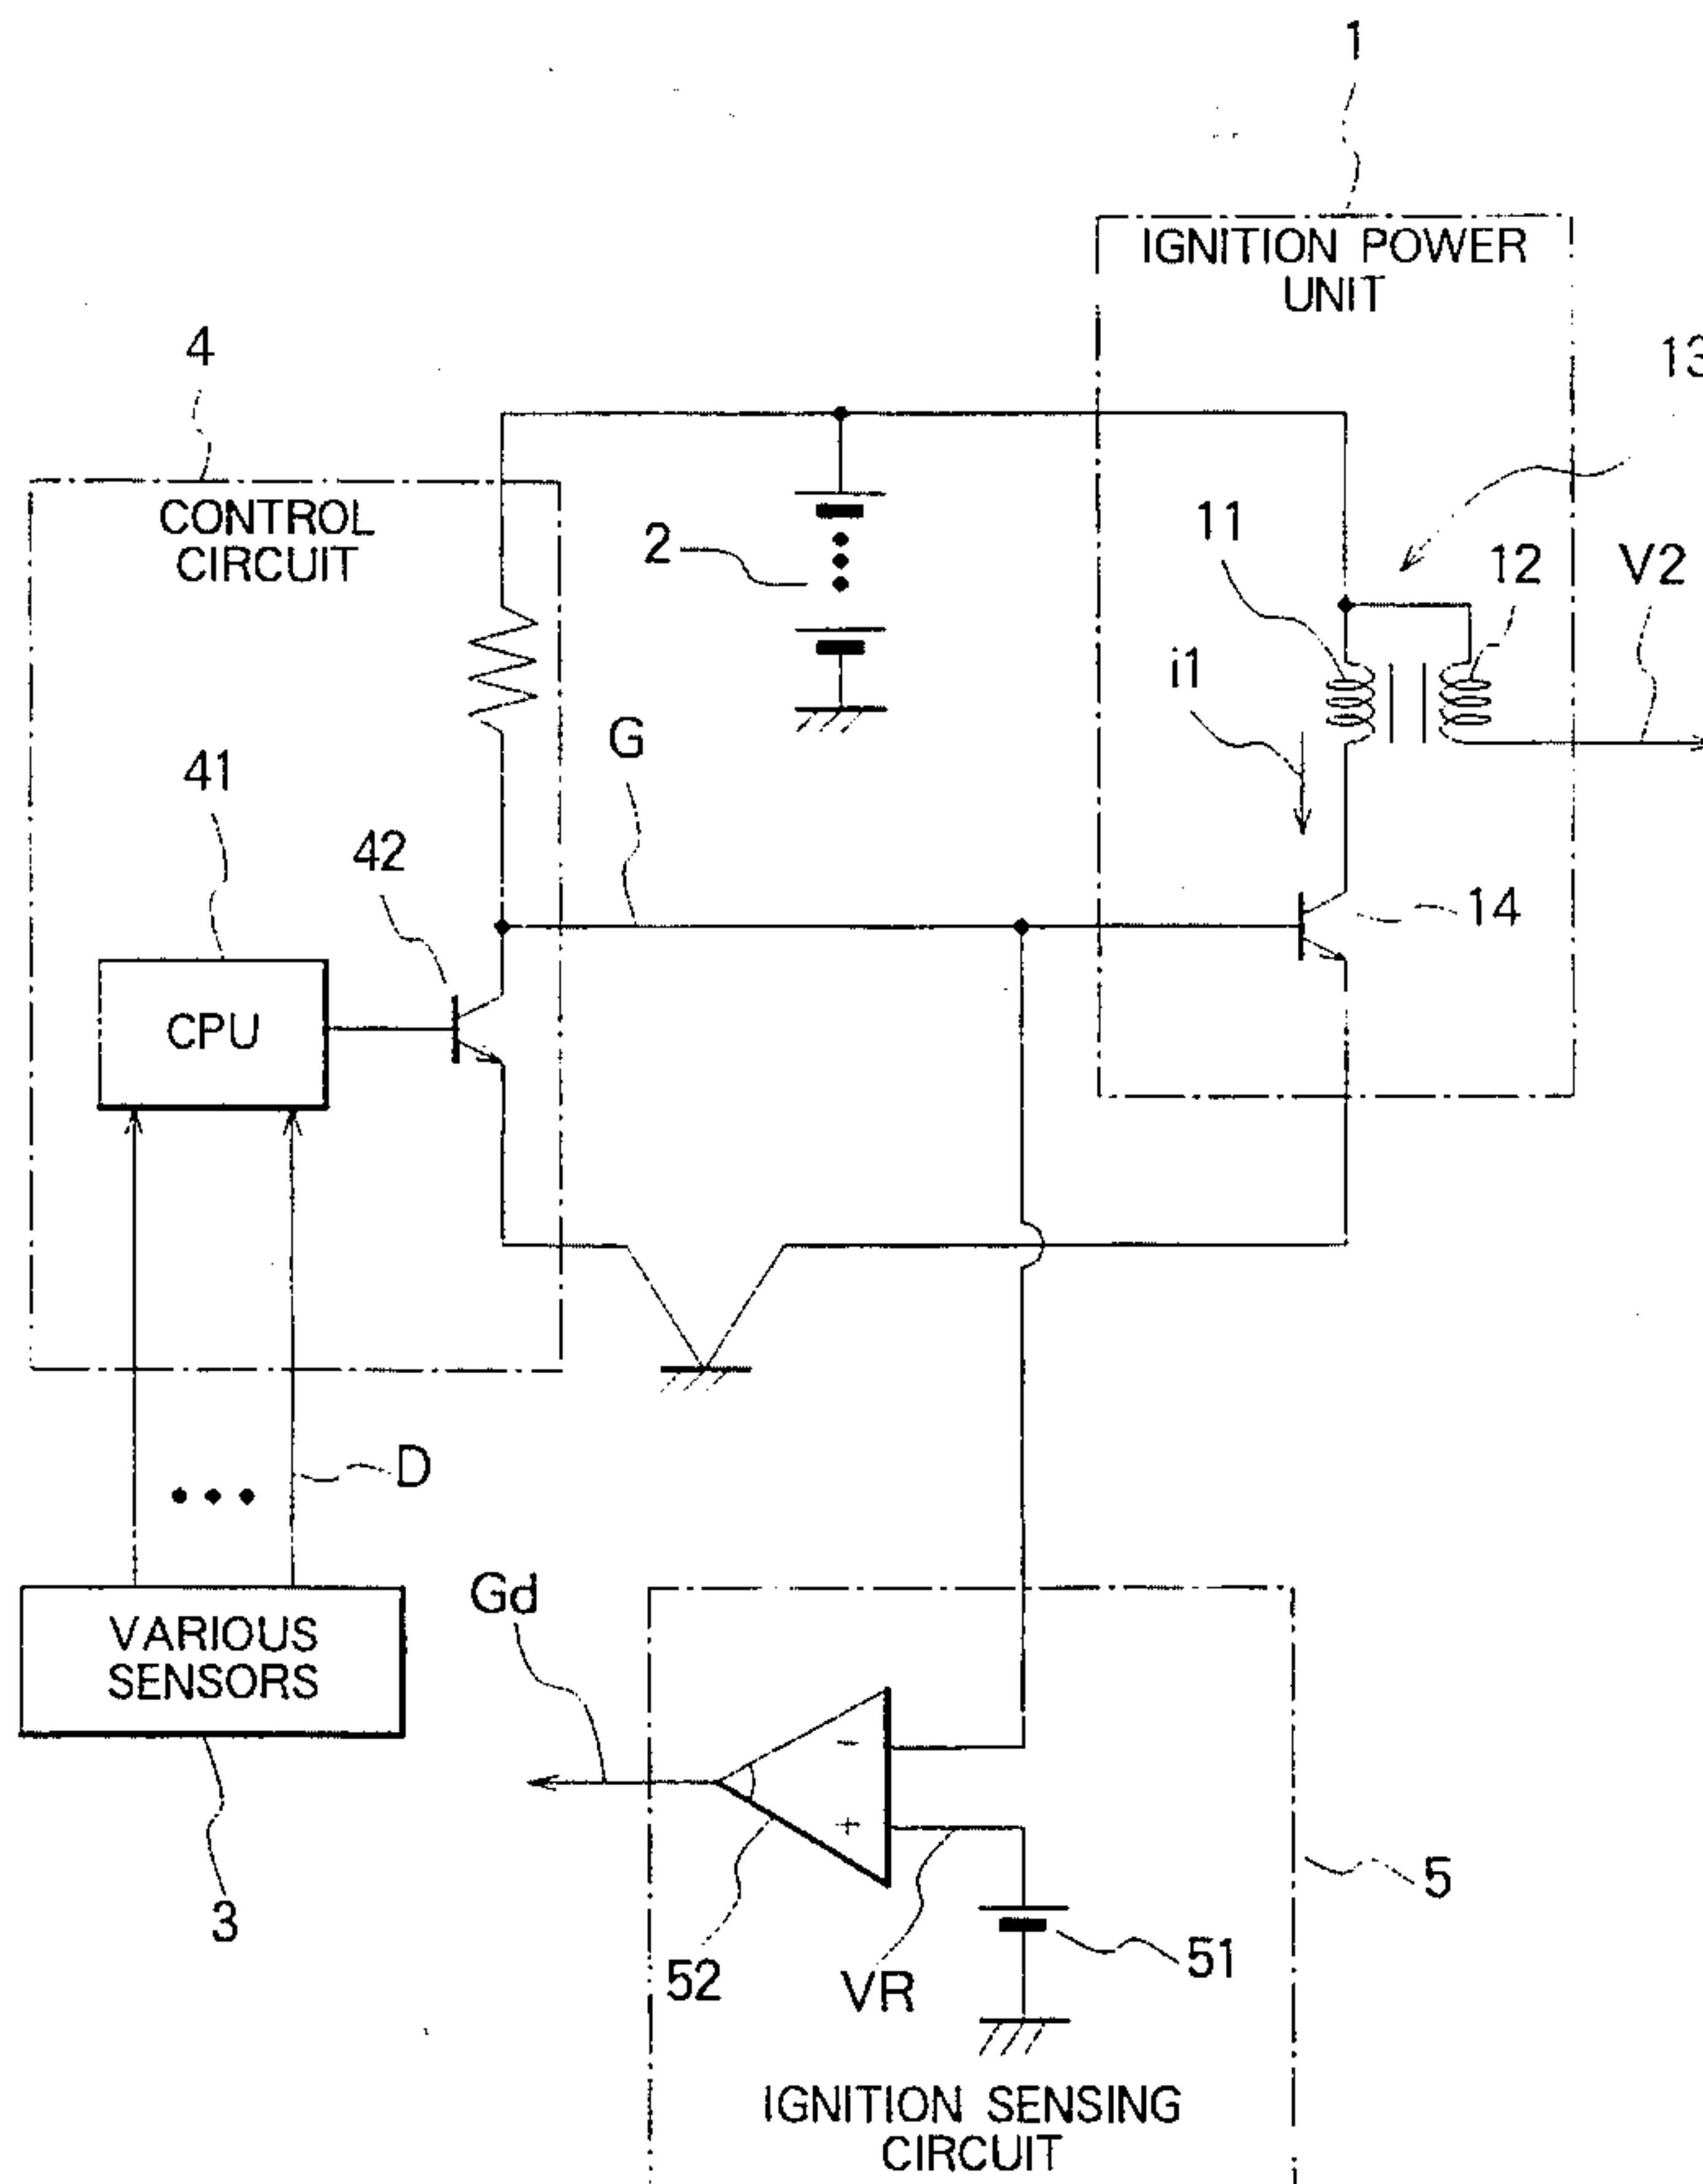 1
IGNITION POWER
UNIT
4
13
CONTROL
CIRCUIT
2
11
12
V2
i1
G
41
42
14
CPU
D
Gd
VARIOUS
SENSORS
-
+
3
5
52
VR
51
IGNITION SENSING
CIRCUIT